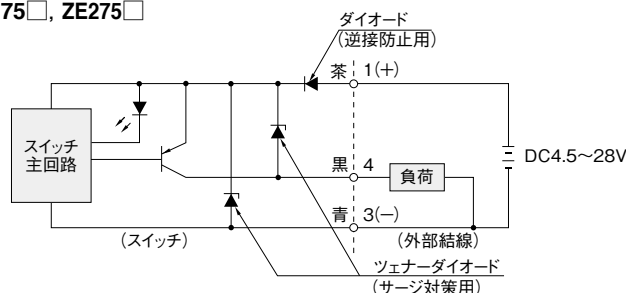 75□, ZE275□
ダイオード
(逆接防止用)
茶 1(+)
スイッチ
主回路
DC4.5～28V
黒 4
負荷
青 3(−)
(スイッチ)
(外部結線)
ツェナーダイオード
(サージ対策用)